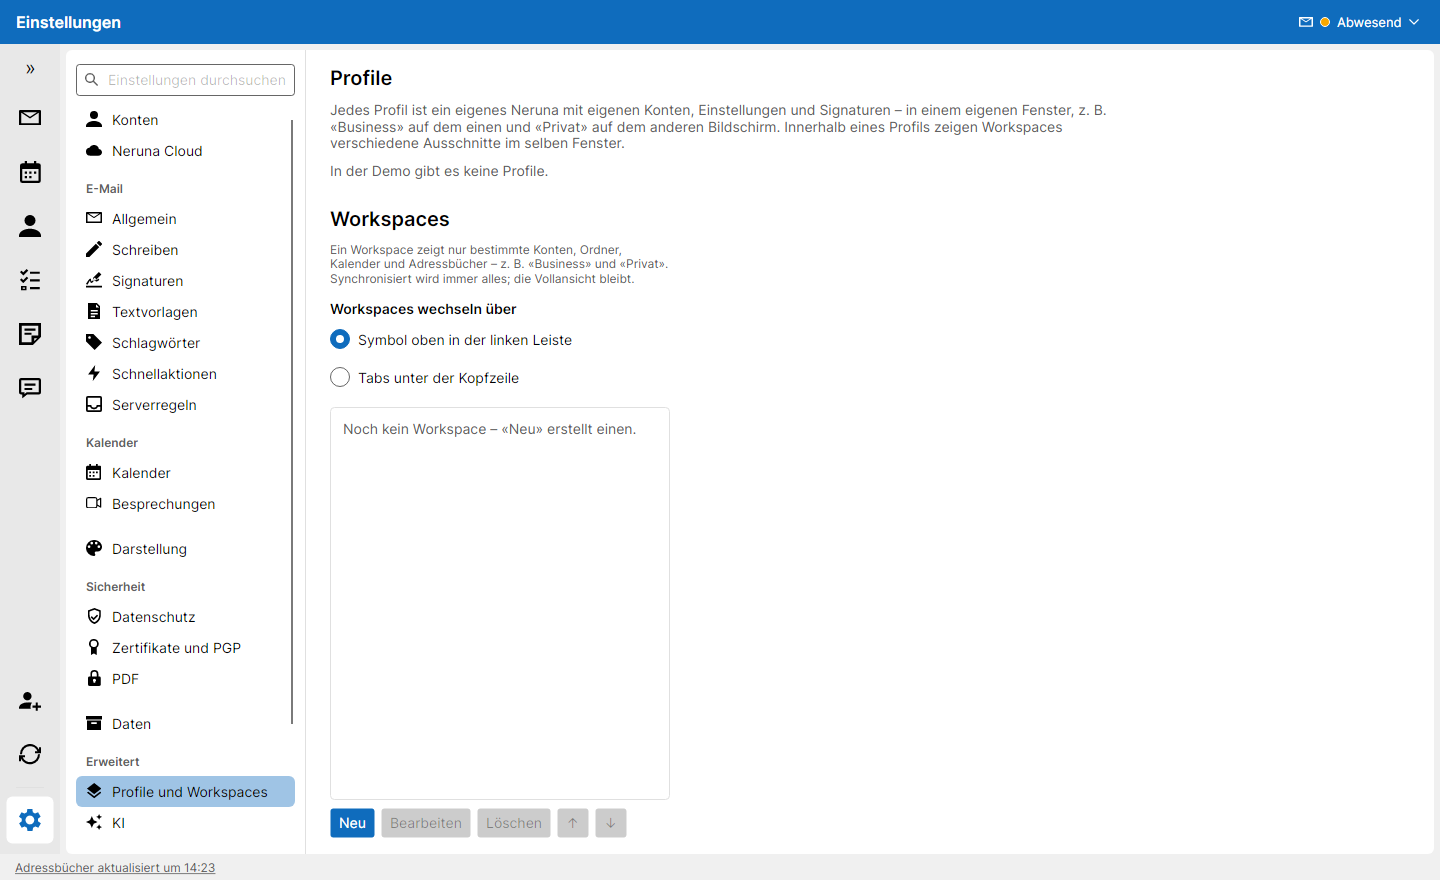 Einstellungen
Abwesend
»
Einstellungen durchsuchen
Konten
Neruna Cloud
E-Mail
Allgemein
Schreiben
Signaturen
Textvorlagen
Schlagwörter
Schnellaktionen
Serverregeln
Kalender
Kalender
Besprechungen
Darstellung
Sicherheit
Datenschutz
Zertifikate und PGP
PDF
Daten
Erweitert
Profile und Workspaces
KI
Profile
Jedes Profil ist ein eigenes Neruna mit eigenen Konten, Einstellungen und Signaturen – in einem eigenen Fenster, z. B.
«Business» auf dem einen und «Privat» auf dem anderen Bildschirm. Innerhalb eines Profils zeigen Workspaces
verschiedene Ausschnitte im selben Fenster.
In der Demo gibt es keine Profile.
Workspaces
Ein Workspace zeigt nur bestimmte Konten, Ordner,
Kalender und Adressbücher – z. B. «Business» und «Privat».
Synchronisiert wird immer alles; die Vollansicht bleibt.
Workspaces wechseln über
Symbol oben in der linken Leiste
Tabs unter der Kopfzeile
Noch kein Workspace – «Neu» erstellt einen.
Neu
Bearbeiten
Löschen
↑
↓
Adressbücher aktualisiert um 14:23